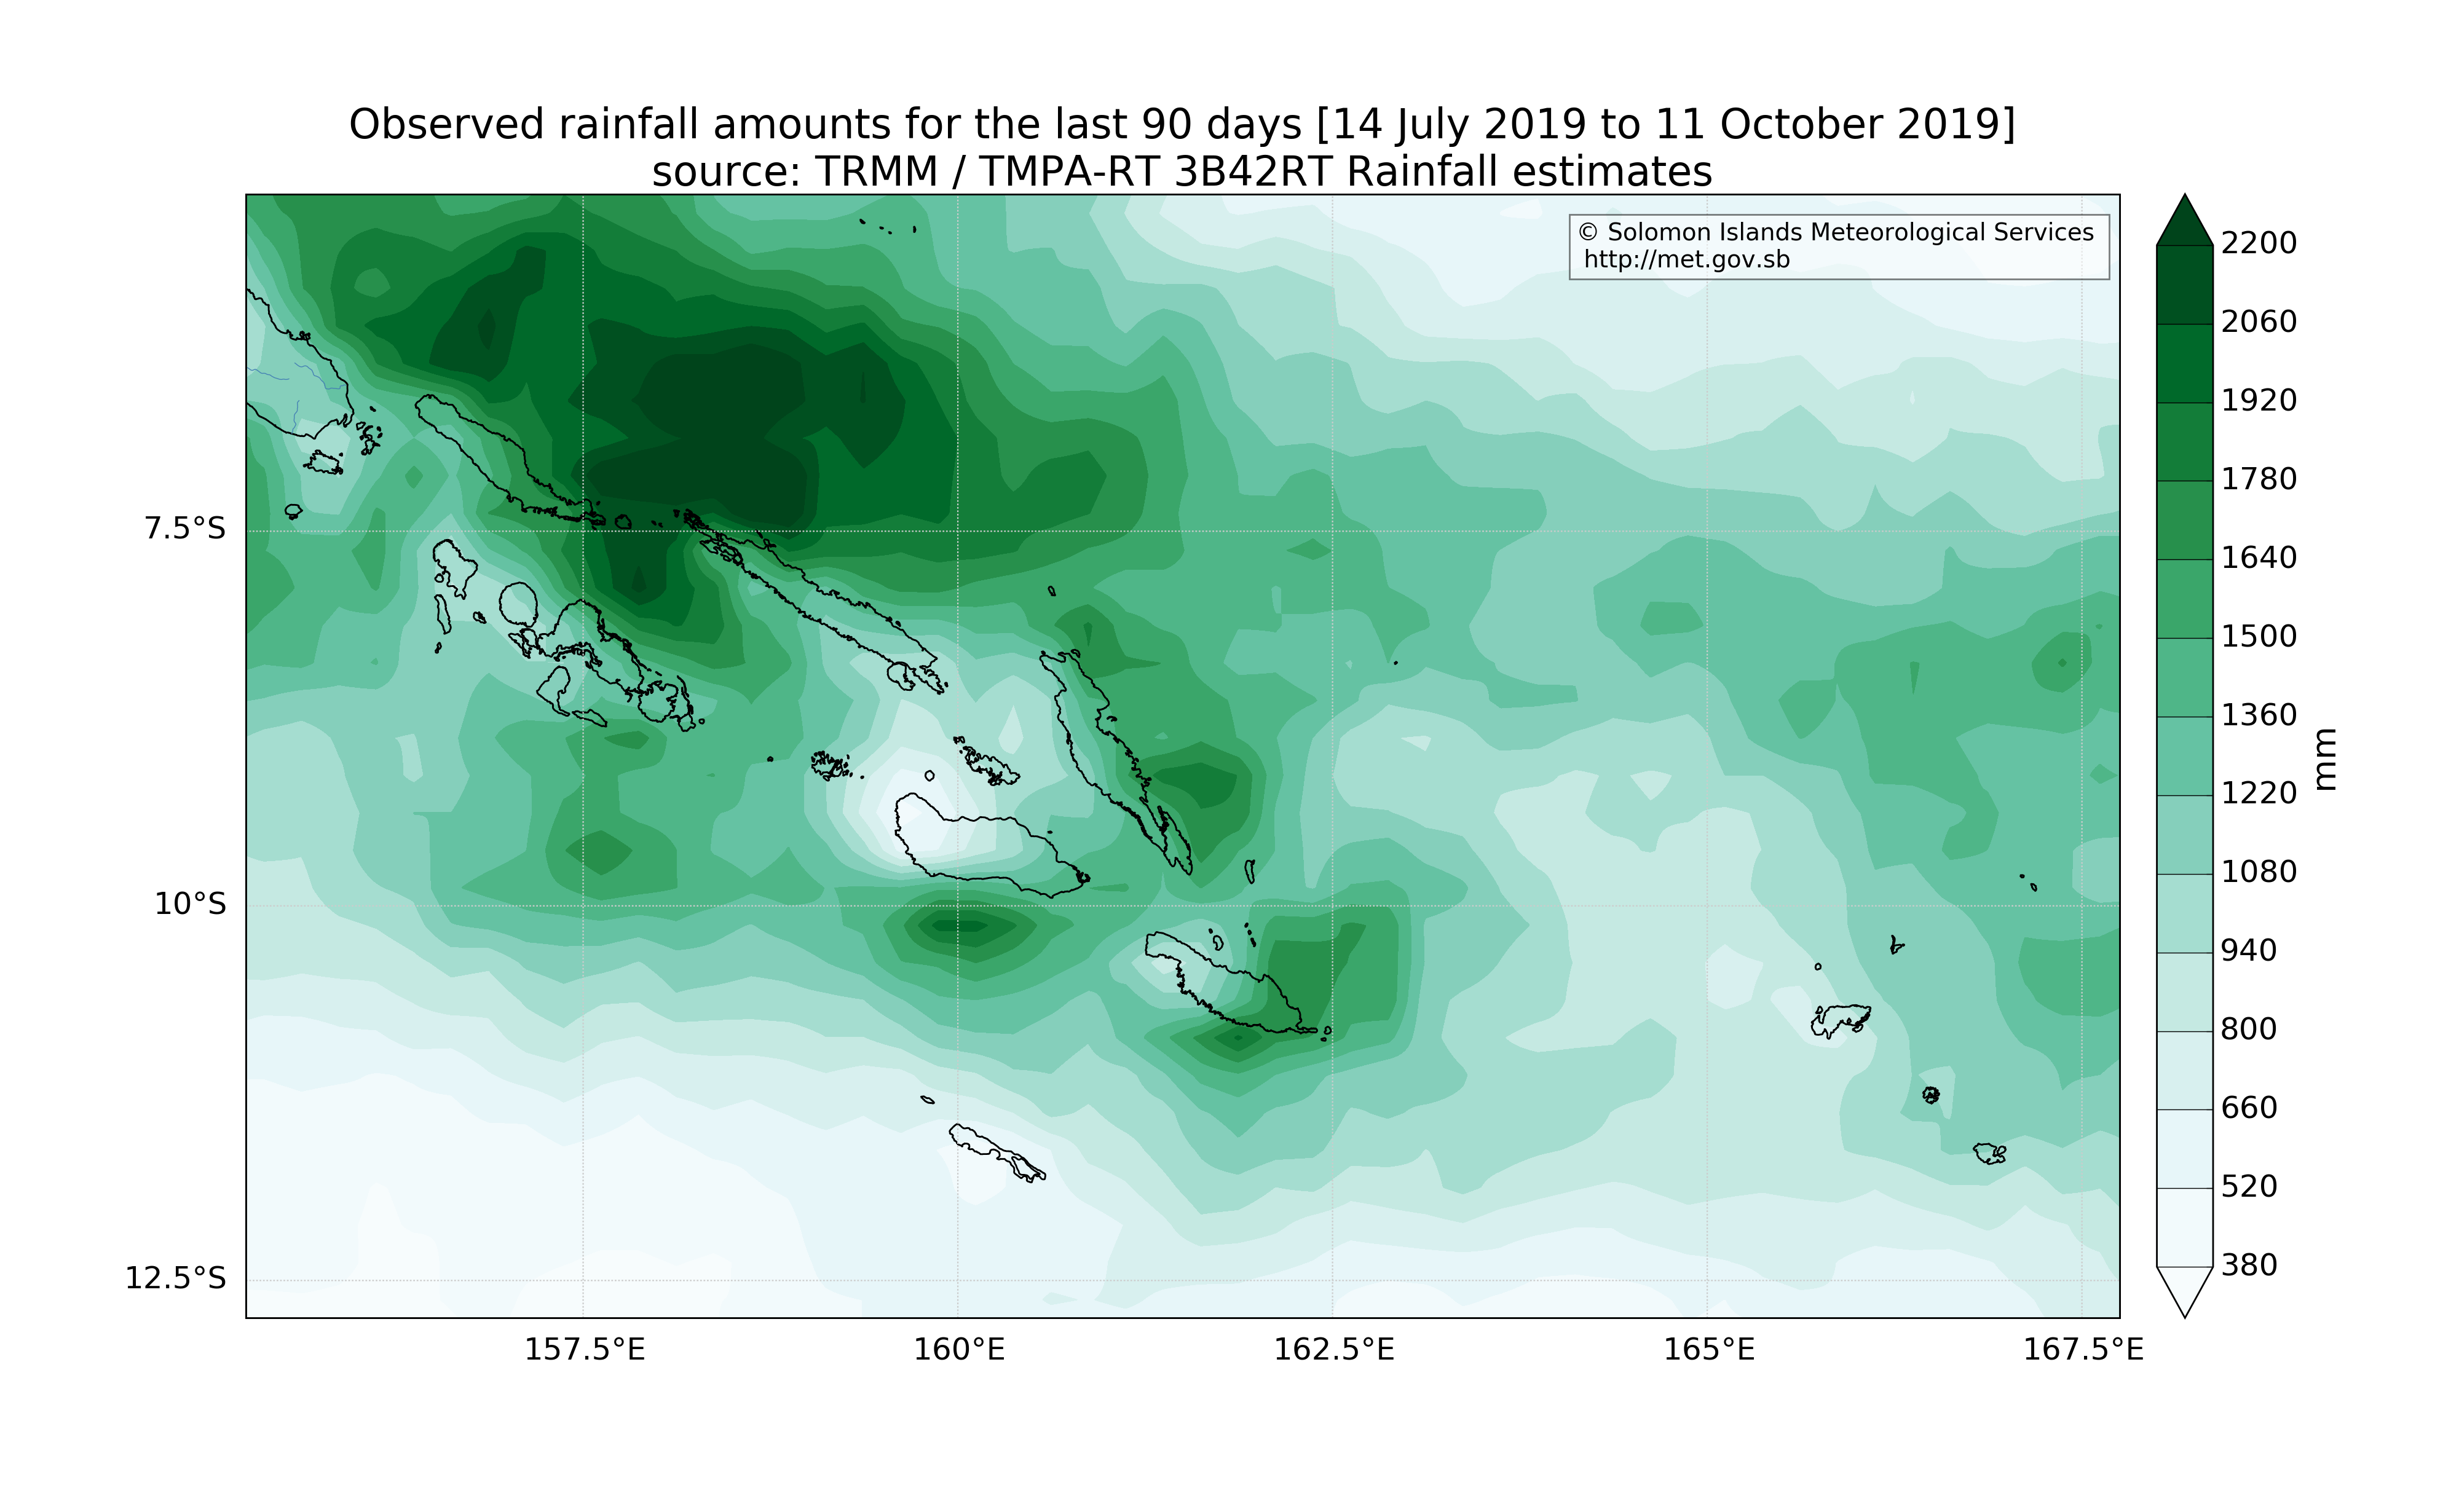 Observed rainfall amounts for the last 90 days [14 July 2019 to 11 October 2019]
source: TRMM / TMPA-RT 3B42RT Rainfall estimates
© Solomon Islands Meteorological Services
http://met.gov.sb
7.5°S
10°S
12.5°S
157.5°E
160°E
162.5°E
165°E
167.5°E
2200
2060
1920
1780
1640
1500
1360
1220
1080
940
800
660
520
380
mm